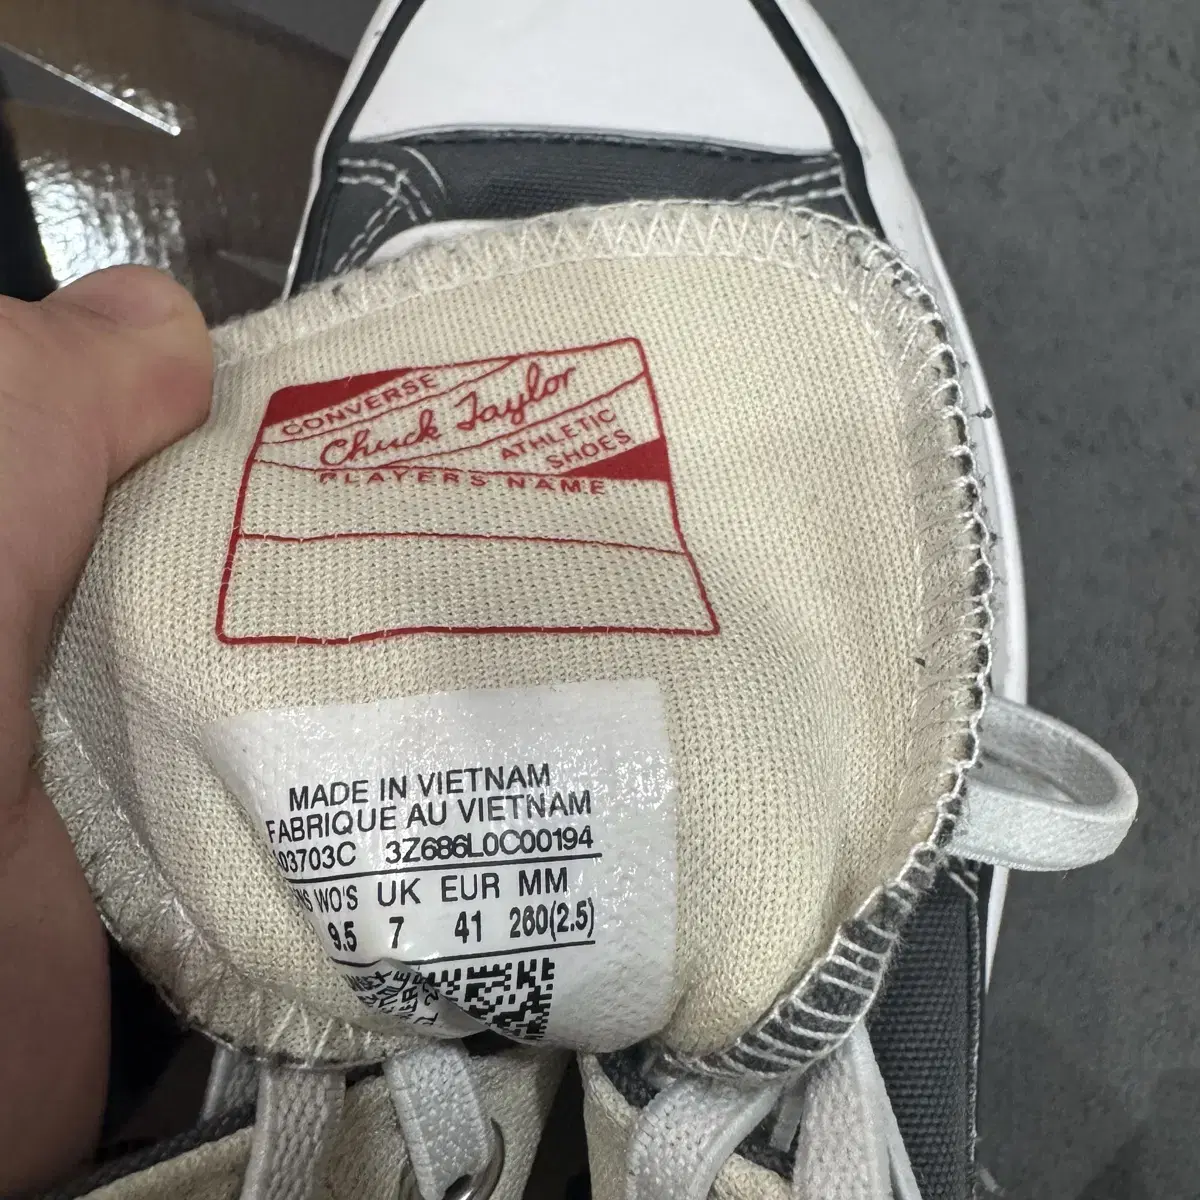 CONVERSE
Chuck Taylor
ATHLETIC
SHOES
PLAYERS NAME
MADE IN VIETNAM
FABRIQUE AU VIETNAM
03703C 3Z686L0C00194
WO'S UK EUR MM
9.5 7 41 260(2.5)